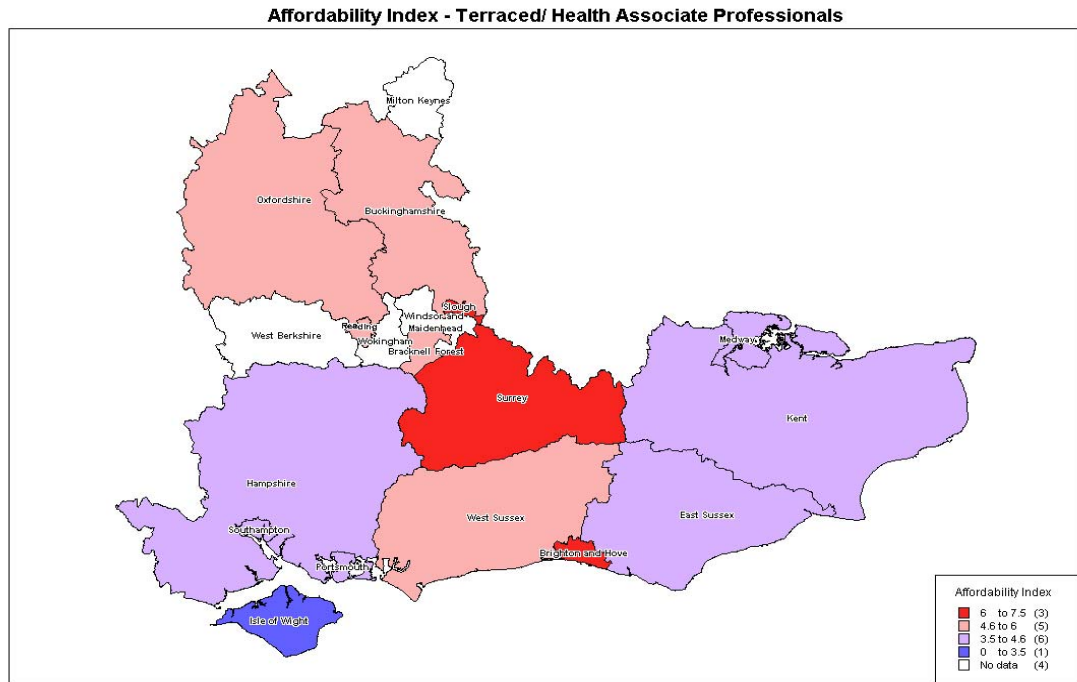 Affordability Index - Terraced/ Health Associate Professionals
Milton Keynes
Oxfordshire
Buckinghamshire
Slough
Windsor and
Maidenhead
Reading
West Berkshire
Wokingham
Bracknell Forest
Medway
Surrey
Kent
Hampshire
West Sussex
East Sussex
Southampton
Brighton and Hove
Portsmouth
Isle of Wight
Affordability Index
6 to 7.5 (3)
4.6 to 6 (5)
3.5 to 4.6 (6)
0 to 3.5 (1)
No data (4)